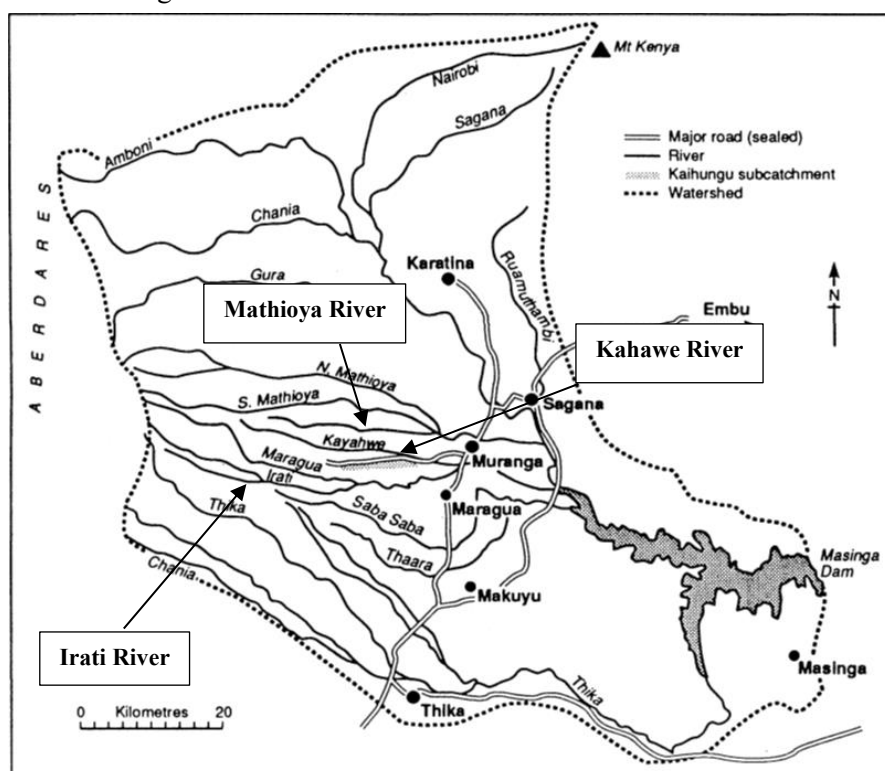 Mt Kenya
Nairobi
Sagana
Major road (sealed)
River
Kaihungu subcatchment
Watershed
Amboni
ABERDARES
Chania
Karatina
Ruamuthambi
N
Gura
Embu
Mathioya River
Kahawe River
N. Mathioya
S. Mathioya
Sagana
Kayahwe
Muranga
Maragua
Irati
Maragua
Saba Saba
Thika
Thaara
Masinga
Dam
Chania
Makuyu
Irati River
Masinga
Thika
Thika
0 Kilometres 20